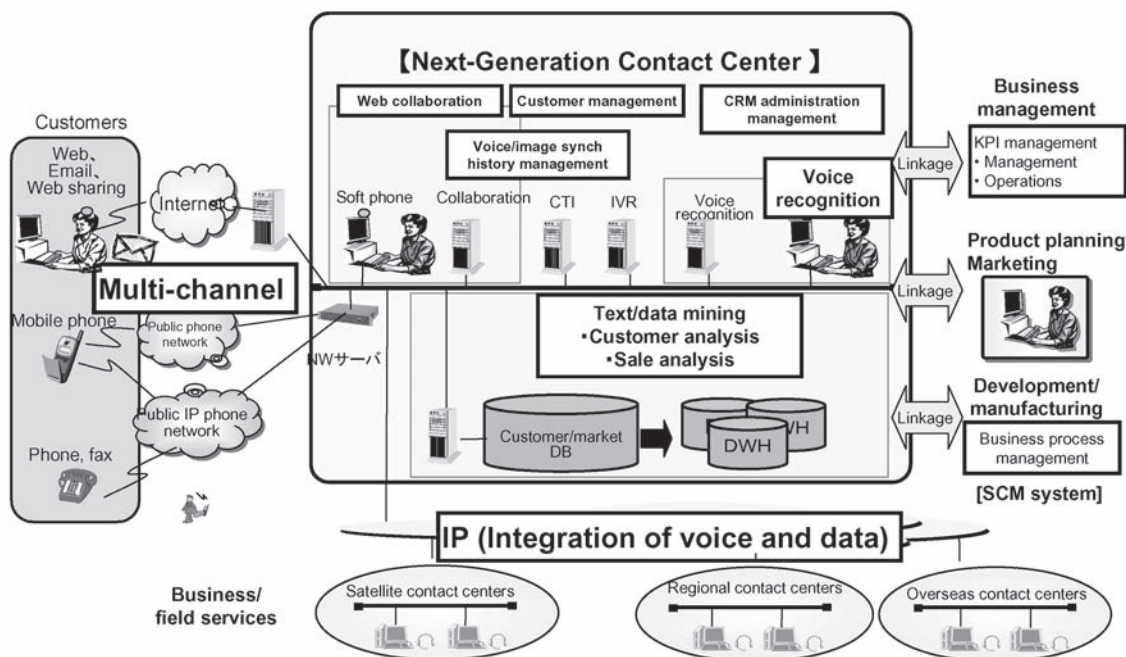 【Next-Generation Contact Center】
Web collaboration
Customer management
CRM administration
management
Voice/image synch
history management
Business
management
KPI management
• Management
• Operations
Linkage
Customers
Web、
Email,
Web sharing
Internet
Soft phone
Collaboration
CTI
IVR
Voice
recognition
Voice
recognition
Product planning
Marketing
Linkage
Multi-channel
Mobile phone
Public phone
network
NWサーバ
Text/data mining
・Customer analysis
・Sale analysis
Public IP phone
network
Customer/market
DB
DWH
Linkage
Development/
manufacturing
Business process
management
[SCM system]
Phone, fax
IP (Integration of voice and data)
Business/
field services
Satellite contact centers
Regional contact centers
Overseas contact centers